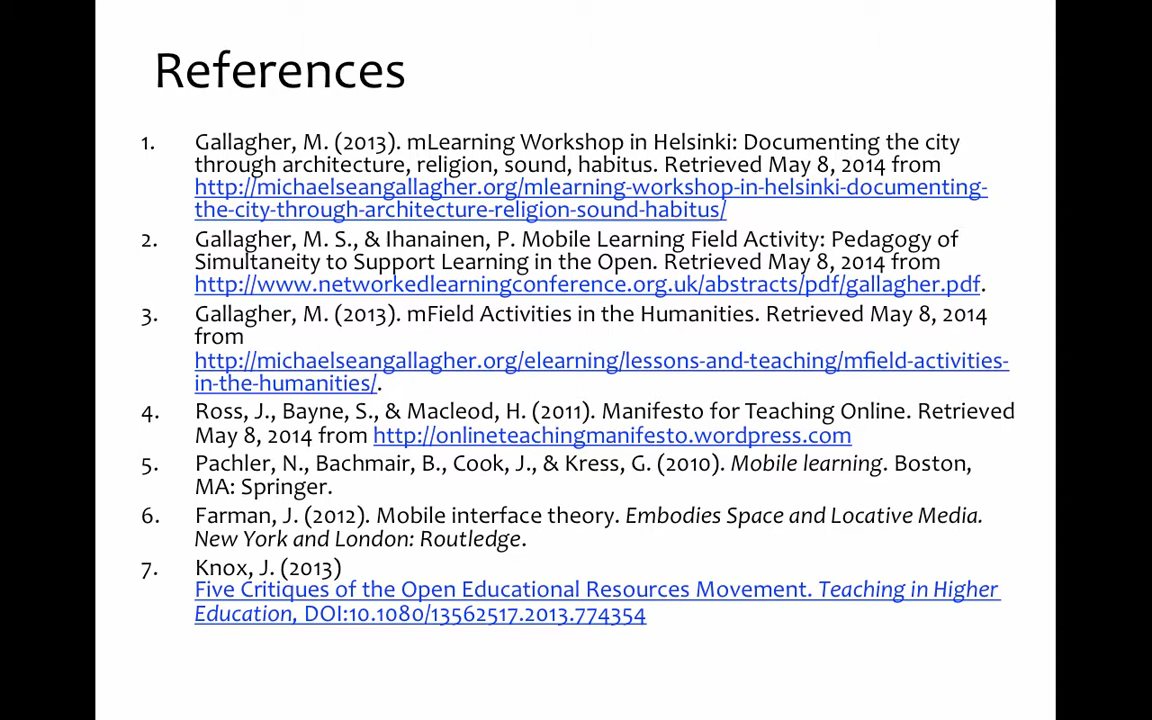 References
1. Gallagher, M. (2013). mLearning Workshop in Helsinki: Documenting the city
through architecture, religion, sound, habitus. Retrieved May 8, 2014 from
http://michaelseangallagher.org/mlearning-workshop-in-helsinki-documenting-
the-city-through-architecture-religion-sound-habitus/
2. Gallagher, M. S., & Ihanainen, P. Mobile Learning Field Activity: Pedagogy of
Simultaneity to Support Learning in the Open. Retrieved May 8, 2014 from
http://www.networkedlearningconference.org.uk/abstracts/pdf/gallagher.pdf.
3. Gallagher, M. (2013). mField Activities in the Humanities. Retrieved May 8, 2014
from
http://michaelseangallagher.org/elearning/lessons-and-teaching/mfield-activities-
in-the-humanities/.
4. Ross, J., Bayne, S., & Macleod, H. (2011). Manifesto for Teaching Online. Retrieved
May 8, 2014 from http://onlineteachingmanifesto.wordpress.com
5. Pachler, N., Bachmair, B., Cook, J., & Kress, G. (2010). Mobile learning. Boston,
MA: Springer.
6. Farman, J. (2012). Mobile interface theory. Embodies Space and Locative Media.
New York and London: Routledge.
7. Knox, J. (2013)
Five Critiques of the Open Educational Resources Movement. Teaching in Higher
Education, DOI:10.1080/13562517.2013.774354